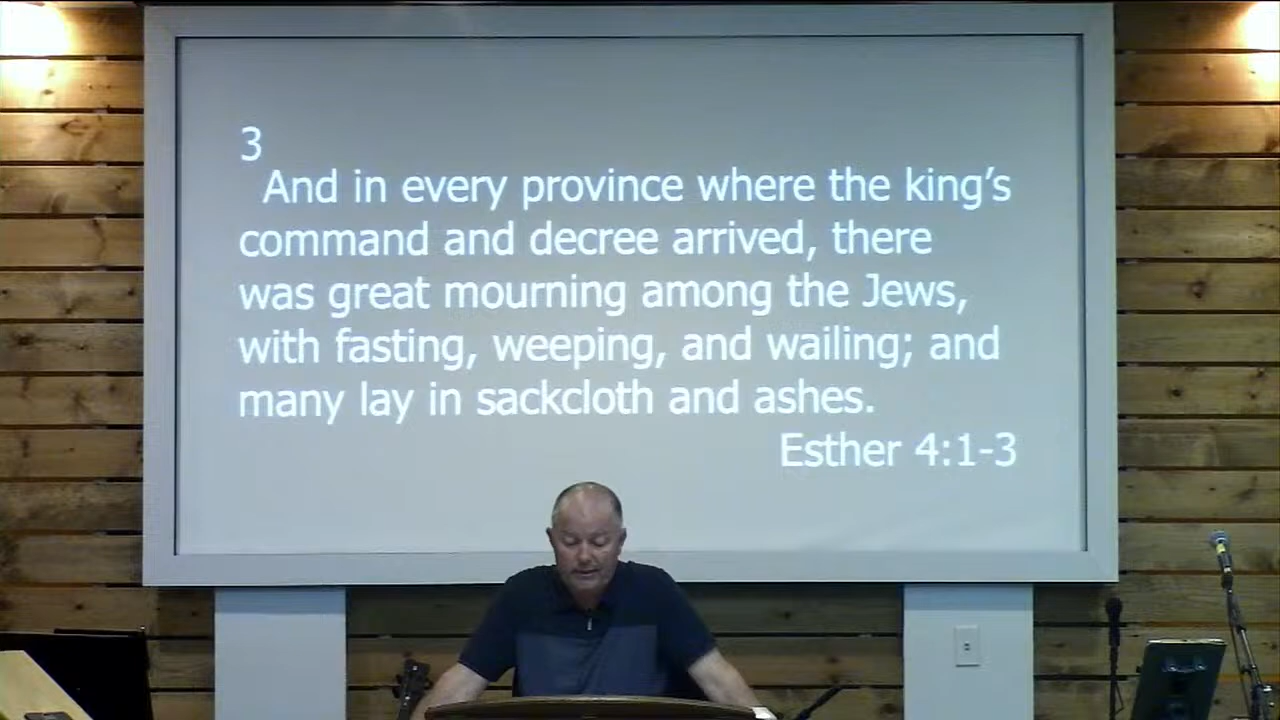 3
And in every province where the king's
command and decree arrived, there
was great mourning among the Jews,
with fasting, weeping, and wailing; and
many lay in sackcloth and ashes.
Esther 4:1-3